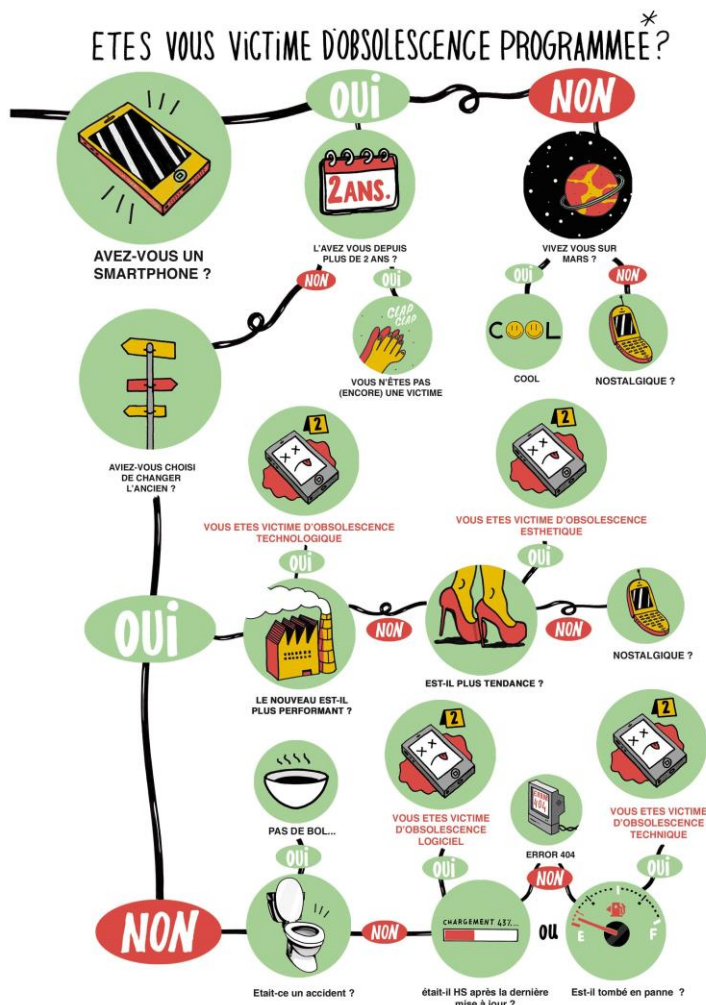 ETES VOUS ViCTiME D'OBSOLESCENCE PROGRAMMEE*?
OUi
NON
2 ANS.
AVEZ-VOUS UN
SMARTPHONE ?
L'AVEZ VOUS DEPUIS
PLUS DE 2 ANS ?
VIVEZ VOUS SUR
MARS ?
NON
OUi
OUi
NON
CLAP
CLAP
COOL
VOUS N'ÊTES PAS
(ENCORE) UNE VICTIME
COOL
NOSTALGIQUE ?
AVIEZ-VOUS CHOISI
DE CHANGER
L'ANCIEN ?
2
2
VOUS ETES VICTIME D'OBSOLESCENCE
TECHNOLOGIQUE
VOUS ETES VICTIME D'OBSOLESCENCE
ESTHETIQUE
OUi
OUi
OUi
NON
NON
NOSTALGIQUE ?
LE NOUVEAU EST-IL
PLUS PERFORMANT ?
EST-IL PLUS TENDANCE ?
2
2
PAS DE BOL...
VOUS ETES VICTIME
D'OBSOLESCENCE
LOGICIEL
ERROR
404
ERROR 404
VOUS ETES VICTIME
D'OBSOLESCENCE
TECHNIQUE
OUi
OUi
NON
OUi
NON
NON
CHARGEMENT 43%...
OU
E
F
Etait-ce un accident ?
était-il HS après la dernière
mise à jour ?
Est-il tombé en panne ?